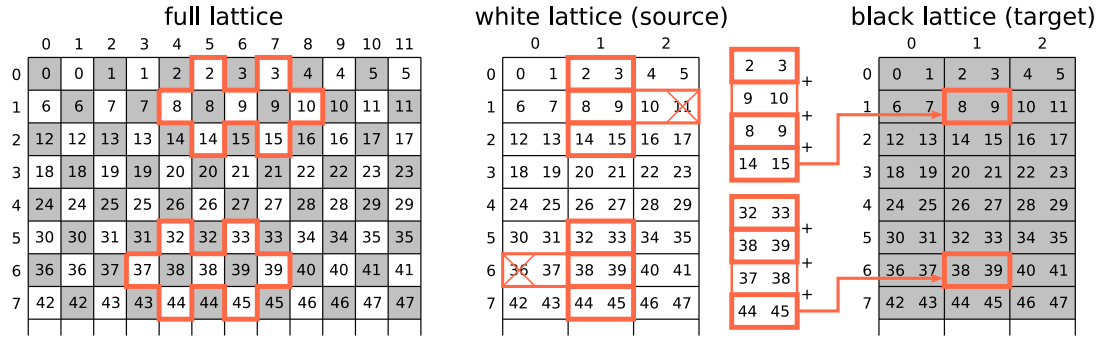 full lattice
0 1 2 3 4 5 6 7 8 9 10 11
0 0 0 1 1 2 2 3 3 4 4 5 5
1 6 6 7 7 8 8 9 9 10 10 11 11
2 12 12 13 13 14 14 15 15 16 16 17 17
3 18 18 19 19 20 20 21 21 22 22 23 23
4 24 24 25 25 26 26 27 27 28 28 29 29
5 30 30 31 31 32 32 33 33 34 34 35 35
6 36 36 37 37 38 38 39 39 40 40 41 41
7 42 42 43 43 44 44 45 45 46 46 47 47
white lattice (source)
0 1 2
0 0 1 2 3 4 5
1 6 7 8 9 10 11
2 12 13 14 15 16 17
3 18 19 20 21 22 23
4 24 25 26 27 28 29
5 30 31 32 33 34 35
6 36 37 38 39 40 41
7 42 43 44 45 46 47
2 3
+
9 10
+
8 9
+
14 15
32 33
+
38 39
+
37 38
+
44 45
black lattice (target)
0 1 2
0 0 1 2 3 4 5
1 6 7 8 9 10 11
2 12 13 14 15 16 17
3 18 19 20 21 22 23
4 24 25 26 27 28 29
5 30 31 32 33 34 35
6 36 37 38 39 40 41
7 42 43 44 45 46 47